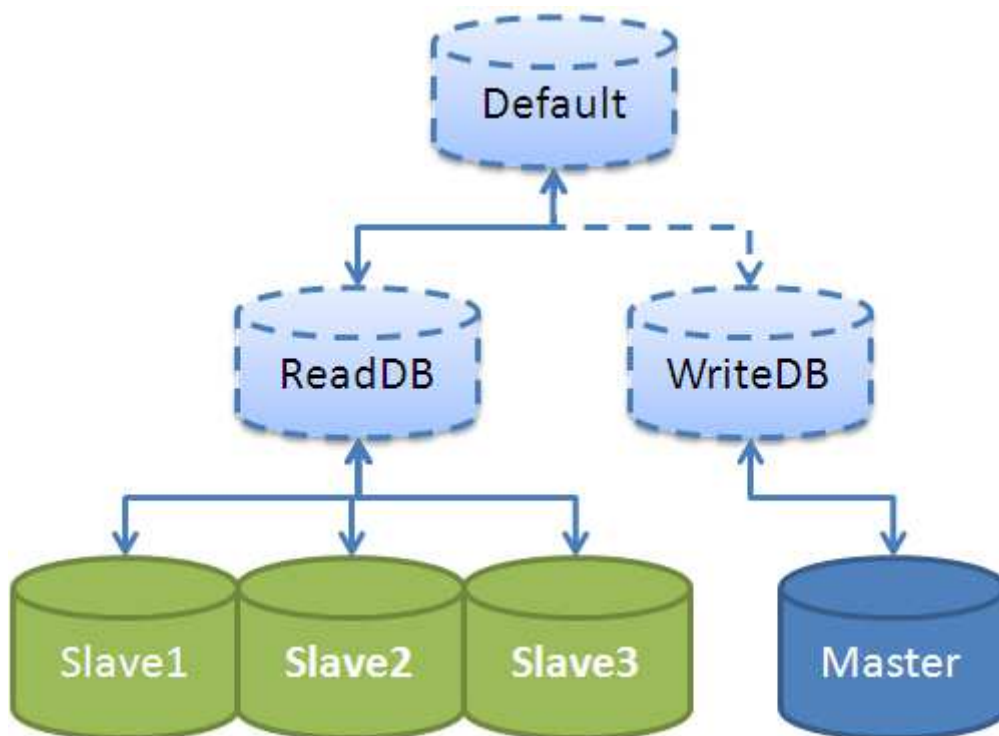 Default
ReadDB
WriteDB
Slave1
Slave2
Slave3
Master